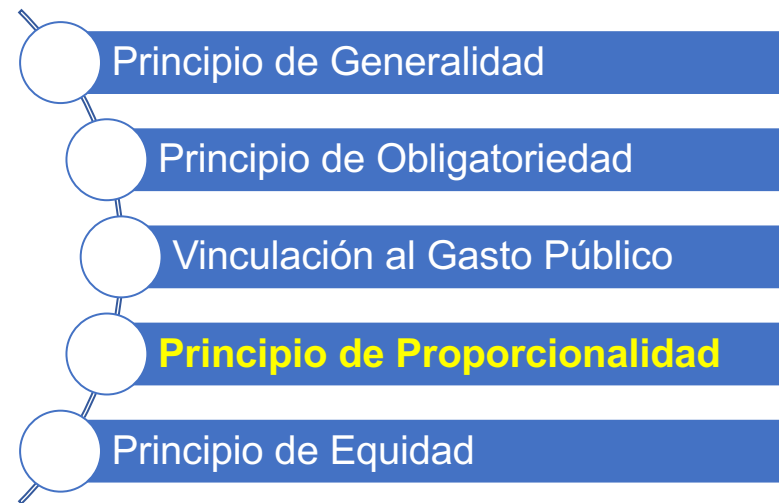 Principio de Generalidad
Principio de Obligatoriedad
Vinculación al Gasto Público
Principio de Proporcionalidad
Principio de Equidad